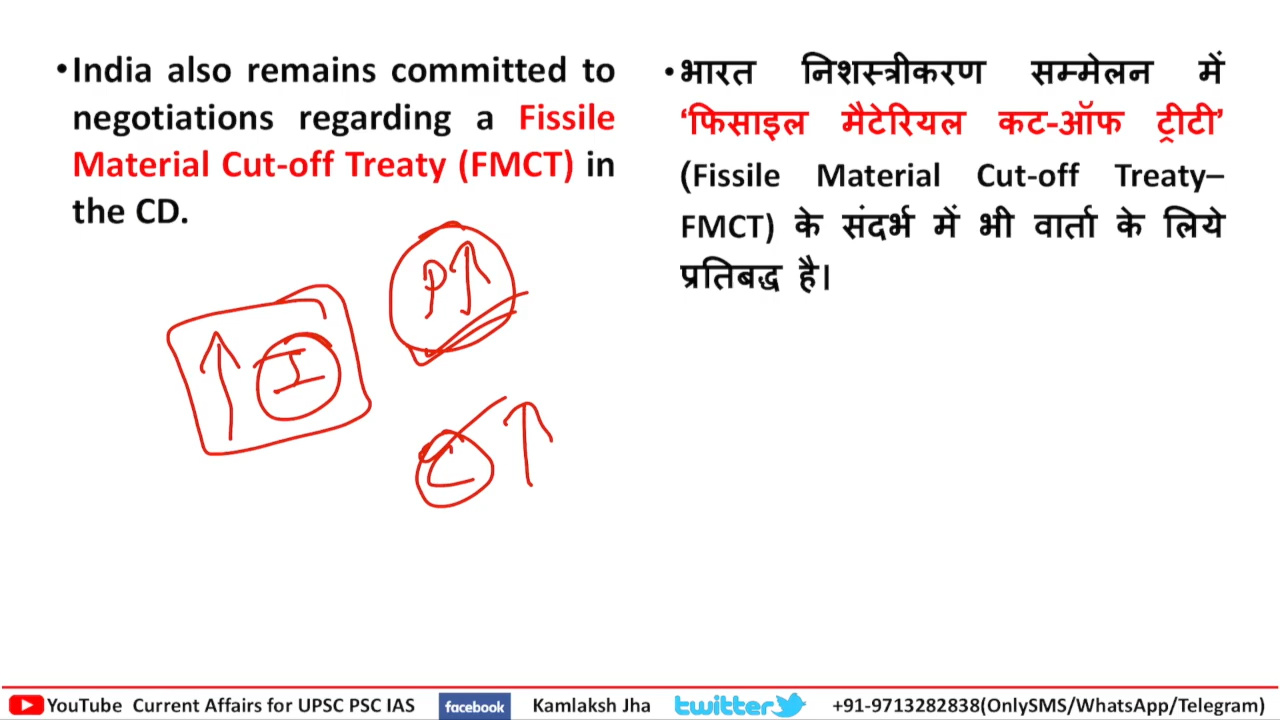 •India also remains committed to
negotiations regarding a Fissile
Material Cut-off Treaty (FMCT) in
the CD.
•भारत निशस्त्रीकरण सम्मेलन में
‘फिसाइल मैटेरियल कट-ऑफ ट्रीटी’
(Fissile Material Cut-off Treaty–
FMCT) के संदर्भ में भी वार्ता के लिये
प्रतिबद्ध है।
P
I
C
YouTube Current Affairs for UPSC PSC IAS facebook Kamlaksh Jha twitter +91-9713282838(OnlySMS/WhatsApp/Telegram)